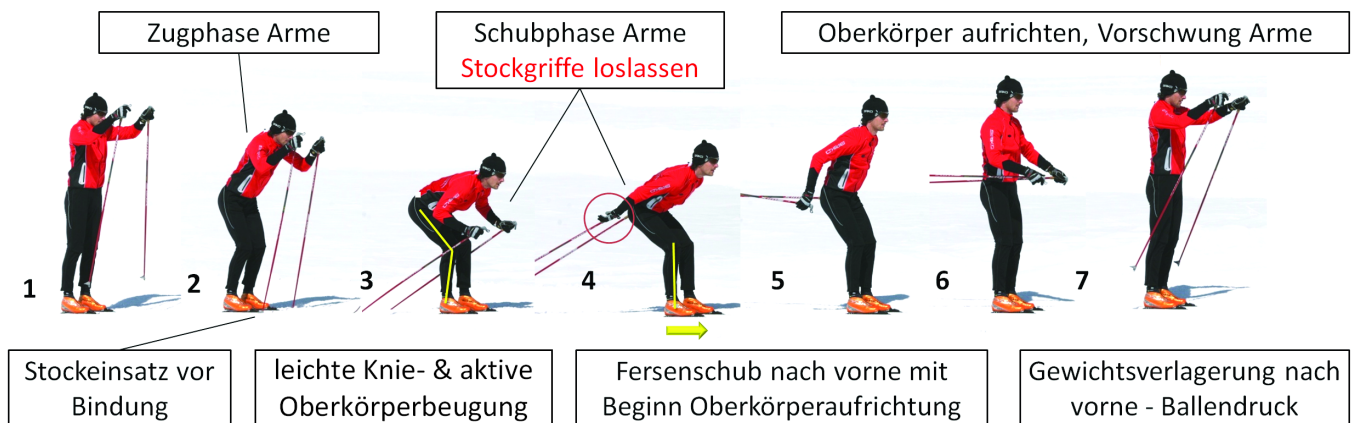 Zugphase Arme
Schubphase Arme
Stockgriffe loslassen
Oberkörper aufrichten, Vorschwung Arme
1
2
3
4
5
6
7
Stockeinsatz vor
Bindung
leichte Knie- & aktive
Oberkörperbeugung
Fersenschub nach vorne mit
Beginn Oberkörperaufrichtung
Gewichtsverlagerung nach
vorne - Ballendruck